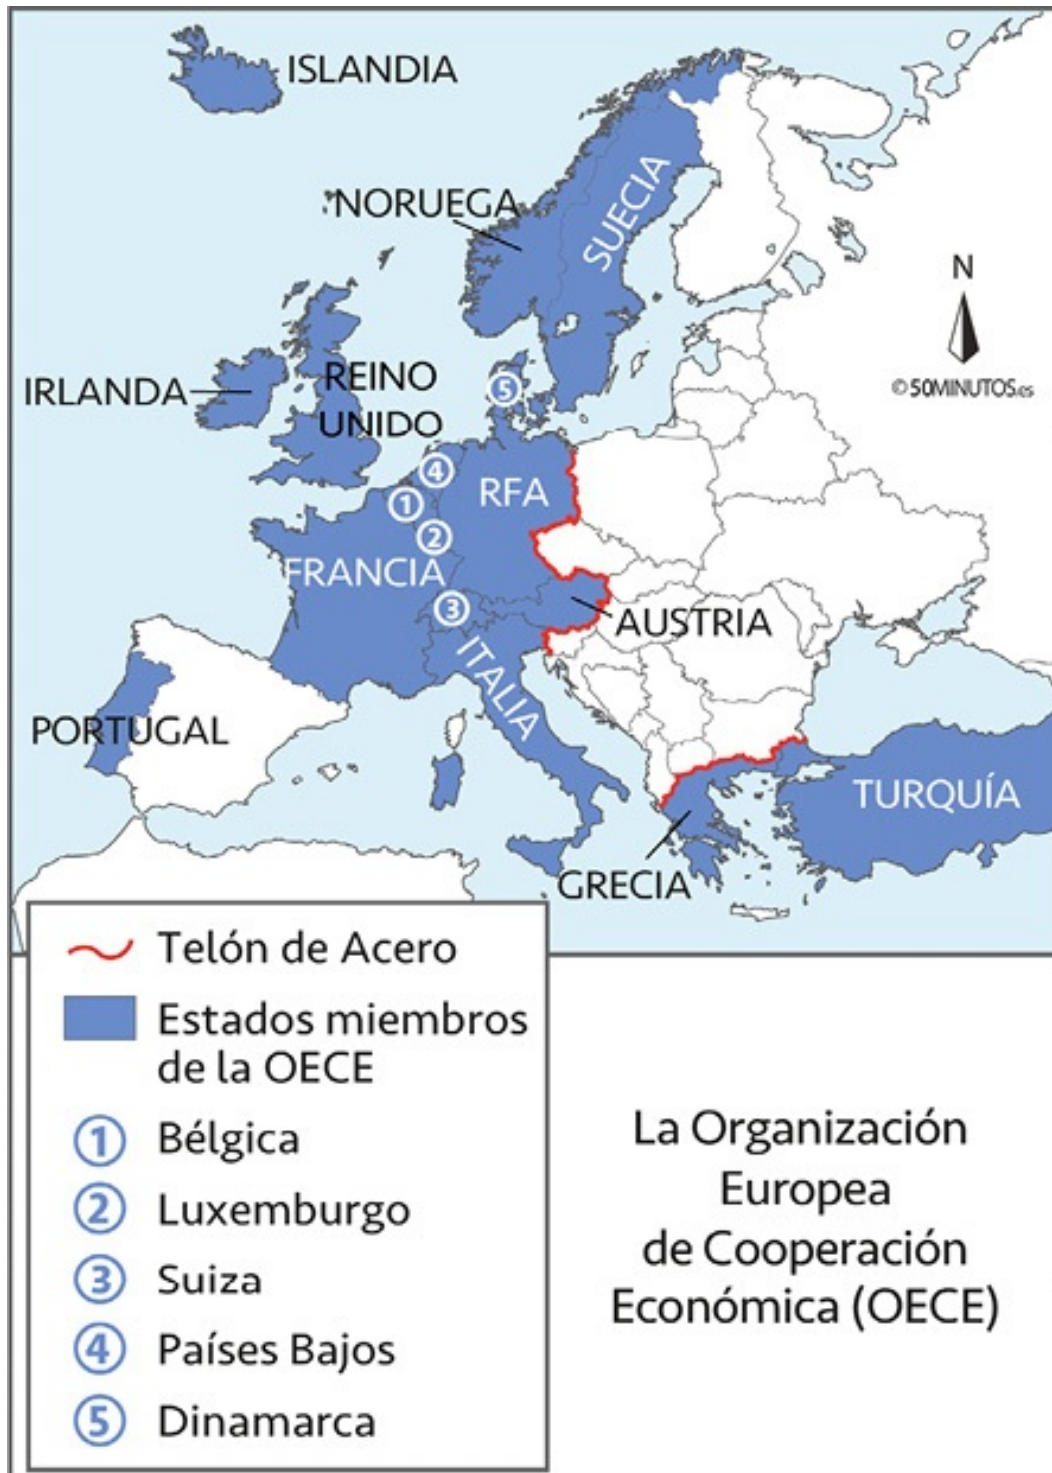 ISLANDIA
NORUEGA
SUECIA
N
© 50MINUTOS.es
IRLANDA
REINO
UNIDO
5
4
RFA
1
2
FRANCIA
3
AUSTRIA
ITALIA
PORTUGAL
TURQUÍA
GRECIA
Telón de Acero
Estados miembros
de la OECE
1 Bélgica
2 Luxemburgo
3 Suiza
4 Países Bajos
5 Dinamarca
La Organización
Europea
de Cooperación
Económica (OECE)